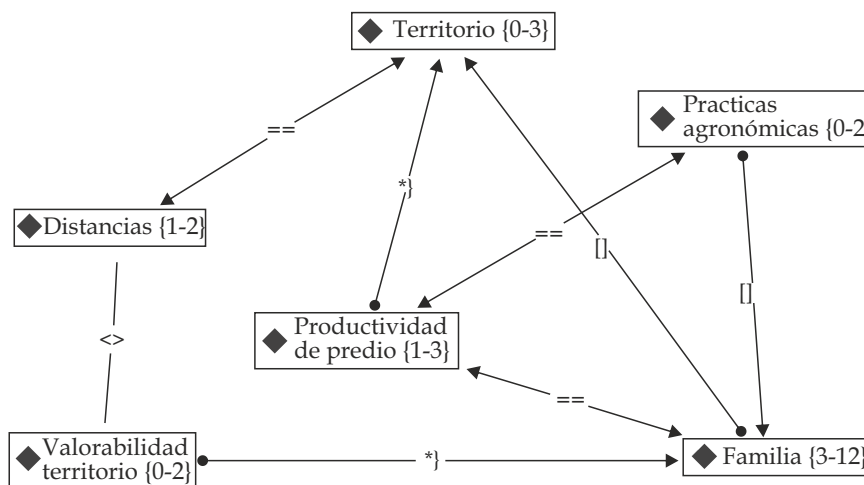 Territorio {0-3}
Practicas
agronómicas {0-2
==
*}
Distancias {1-2}
==
[]
[]
Productividad
de predio {1-3}
<>
==
Valorabilidad
territorio {0-2}
*}
Familia {3-12}